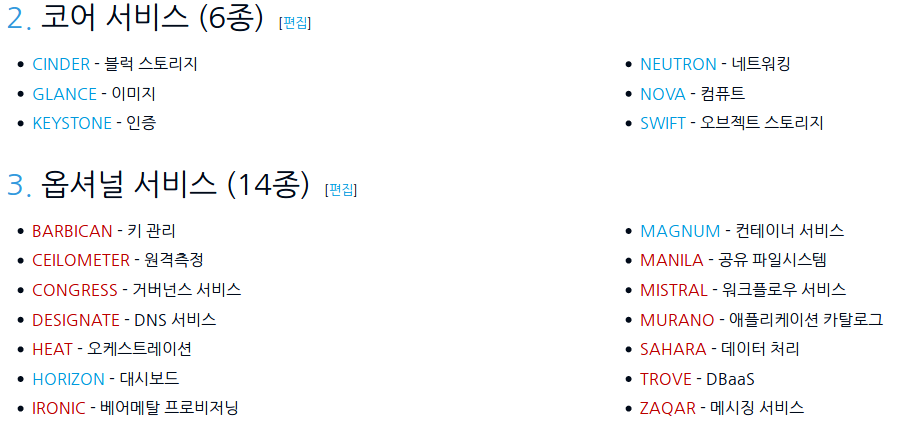 2. 코어 서비스 (6종) [편집]
CINDER - 블럭 스토리지
GLANCE - 이미지
KEYSTONE - 인증
NEUTRON - 네트워킹
NOVA - 컴퓨트
SWIFT - 오브젝트 스토리지
3. 옵셔널 서비스 (14종) [편집]
BARBICAN - 키 관리
CEILOMETER - 원격측정
CONGRESS - 거버넌스 서비스
DESIGNATE - DNS 서비스
HEAT - 오케스트레이션
HORIZON - 대시보드
IRONIC - 베어메탈 프로비저닝
MAGNUM - 컨테이너 서비스
MANILA - 공유 파일시스템
MISTRAL - 워크플로우 서비스
MURANO - 애플리케이션 카탈로그
SAHARA - 데이터 처리
TROVE - DBaaS
ZAQAR - 메시징 서비스